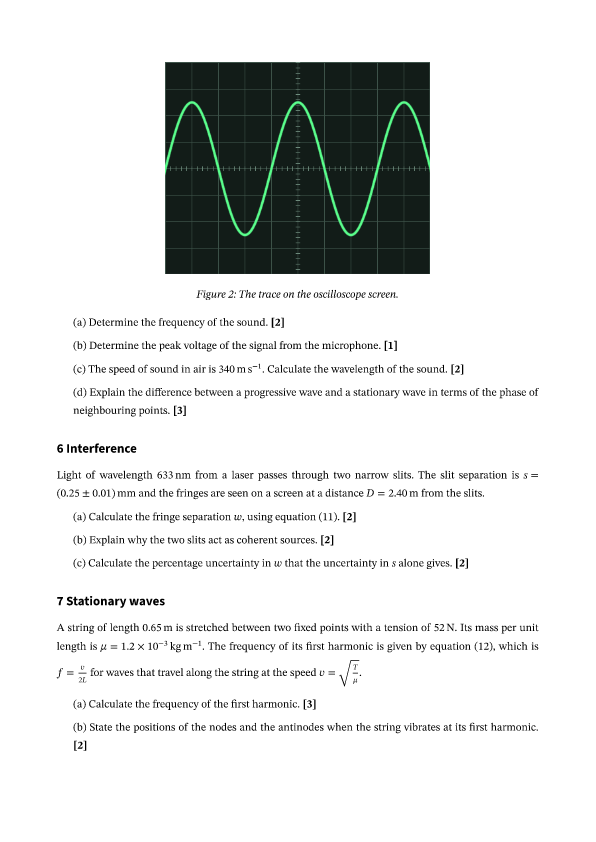 Figure 2: The trace on the oscilloscope screen.
(a) Determine the frequency of the sound. [2]
(b) Determine the peak voltage of the signal from the microphone. [1]
(c) The speed of sound in air is 340 m s⁻¹. Calculate the wavelength of the sound. [2]
(d) Explain the difference between a progressive wave and a stationary wave in terms of the phase of
neighbouring points. [3]
6 Interference
Light of wavelength 633 nm from a laser passes through two narrow slits. The slit separation is s =
(0.25 ± 0.01) mm and the fringes are seen on a screen at a distance D = 2.40 m from the slits.
(a) Calculate the fringe separation w, using equation (11). [2]
(b) Explain why the two slits act as coherent sources. [2]
(c) Calculate the percentage uncertainty in w that the uncertainty in s alone gives. [2]
7 Stationary waves
A string of length 0.65 m is stretched between two fixed points with a tension of 52 N. Its mass per unit
length is μ = 1.2 × 10⁻³ kg m⁻¹. The frequency of its first harmonic is given by equation (12), which is
f = v/2L for waves that travel along the string at the speed v = √(T/μ).
(a) Calculate the frequency of the first harmonic. [3]
(b) State the positions of the nodes and the antinodes when the string vibrates at its first harmonic.
[2]